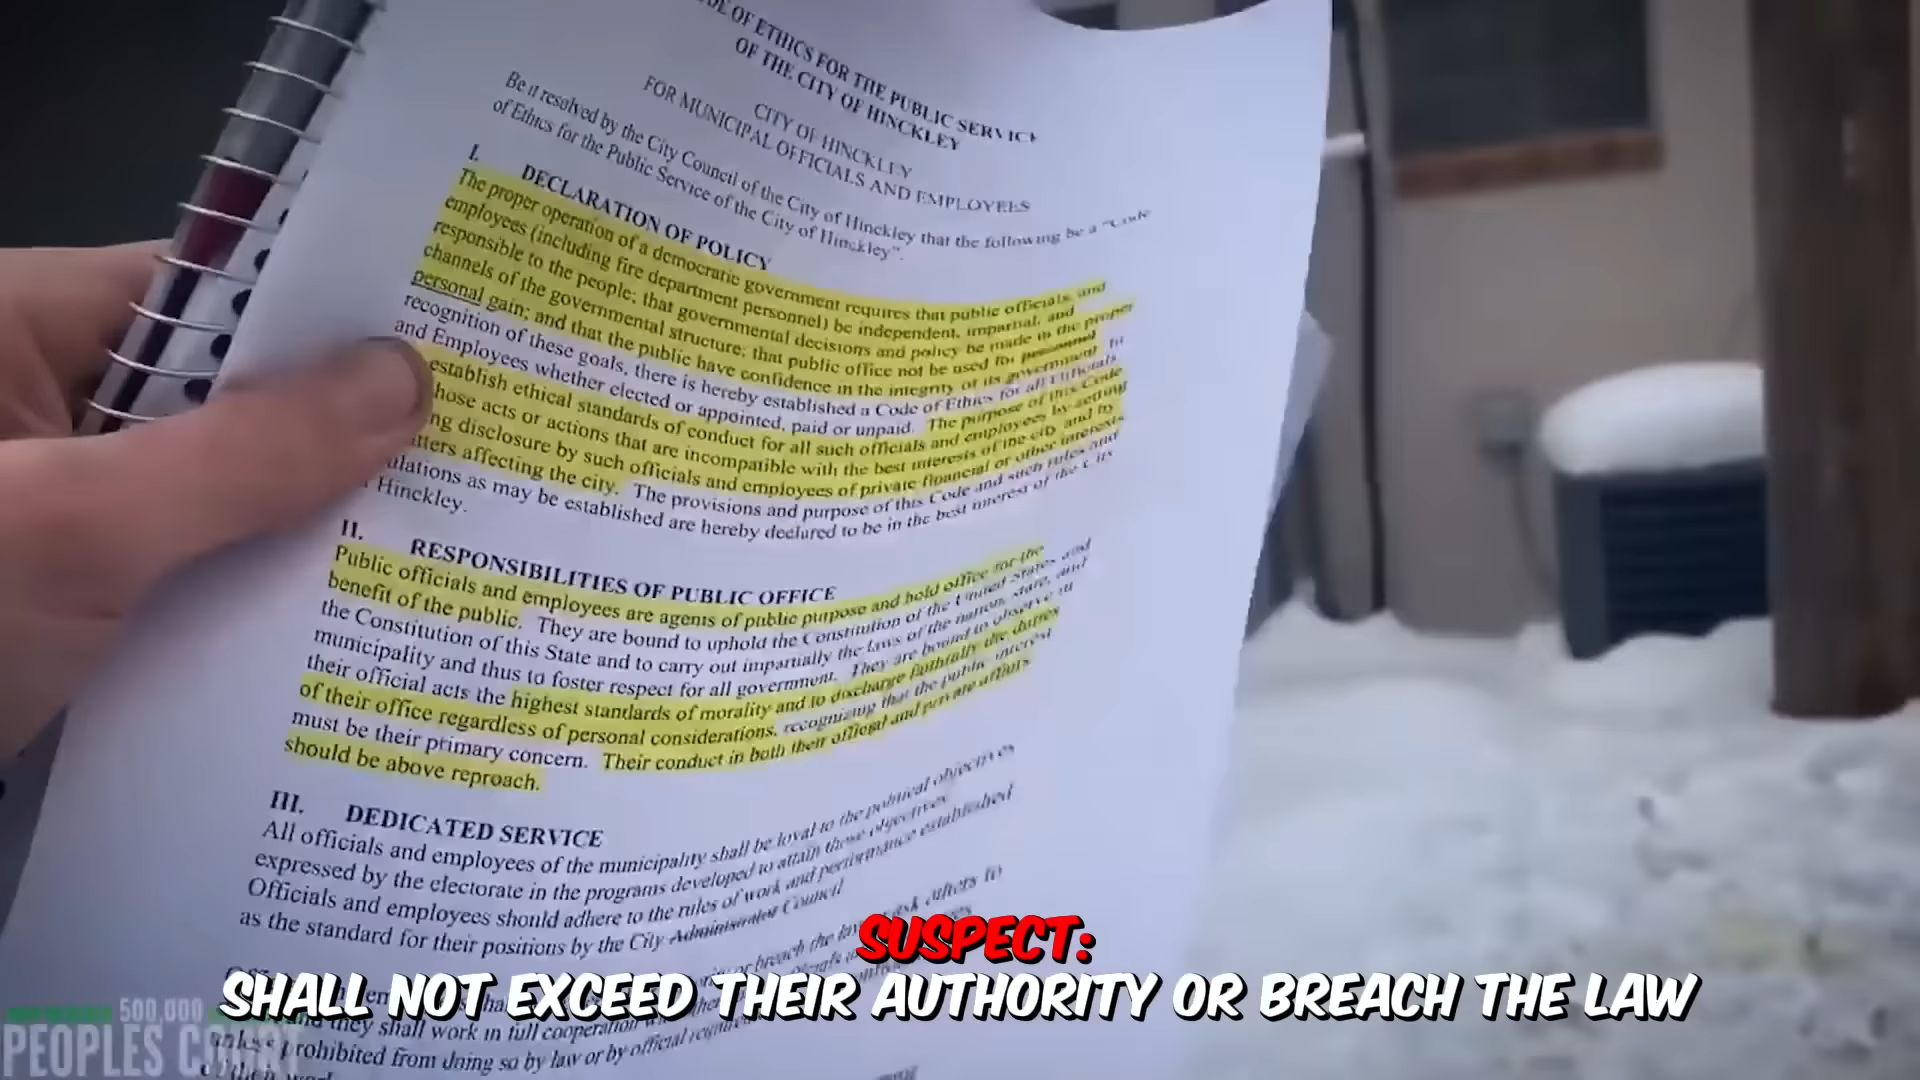 DE OF ETHICS FOR THE PUBLIC SERVICE
OF THE CITY OF HINCKLEY
CITY OF HINCKLEY
FOR MUNICIPAL OFFICIALS AND EMPLOYEES
Be it resolved by the City Council of the City of Hinckley that the following be a "Code
of Ethics for the Public Service of the City of Hinckley".
I. DECLARATION OF POLICY
The proper operation of a democratic government requires that public officials, and
employees (including fire department personnel) be independent, impartial, and
responsible to the people; that governmental decisions and policy be made in the proper
channels of the governmental structure; that public office not be used for personnel
personal gain; and that the public have confidence in the integrity of its government. In
recognition of these goals, there is hereby established a Code of Ethics for all Officials
and Employees whether elected or appointed, paid or unpaid. The purpose of this Code
establish ethical standards of conduct for all such officials and employees by setting
hose acts or actions that are incompatible with the best interests of the city and by
ng disclosure by such officials and employees of private financial or other interests
tters affecting the city. The provisions and purpose of this Code and such rules and
ulations as may be established are hereby declared to be in the best interest of the City
Hinckley.
II. RESPONSIBILITIES OF PUBLIC OFFICE
Public officials and employees are agents of public purpose and hold office for the
benefit of the public. They are bound to uphold the Constitution of the United States and
the Constitution of this State and to carry out impartially the laws of the nation, state, and
municipality and thus to foster respect for all government. They are bound to observe in
their official acts the highest standards of morality and to discharge faithfully the duties
of their office regardless of personal considerations, recognizing that the public interest
must be their primary concern. Their conduct in both their official and private affairs
should be above reproach.
III. DEDICATED SERVICE
All officials and employees of the municipality shall be loyal to the political objectives
expressed by the electorate in the programs developed to attain those objectives.
Officials and employees should adhere to the rules of work and performance established
as the standard for their positions by the City Administrator Council
or breach the law ask others to
SUSPECT:
SHALL NOT EXCEED THEIR AUTHORITY OR BREACH THE LAW
and they shall work in full cooperation
unless prohibited from doing so by law or by official
500,000
PEOPLES